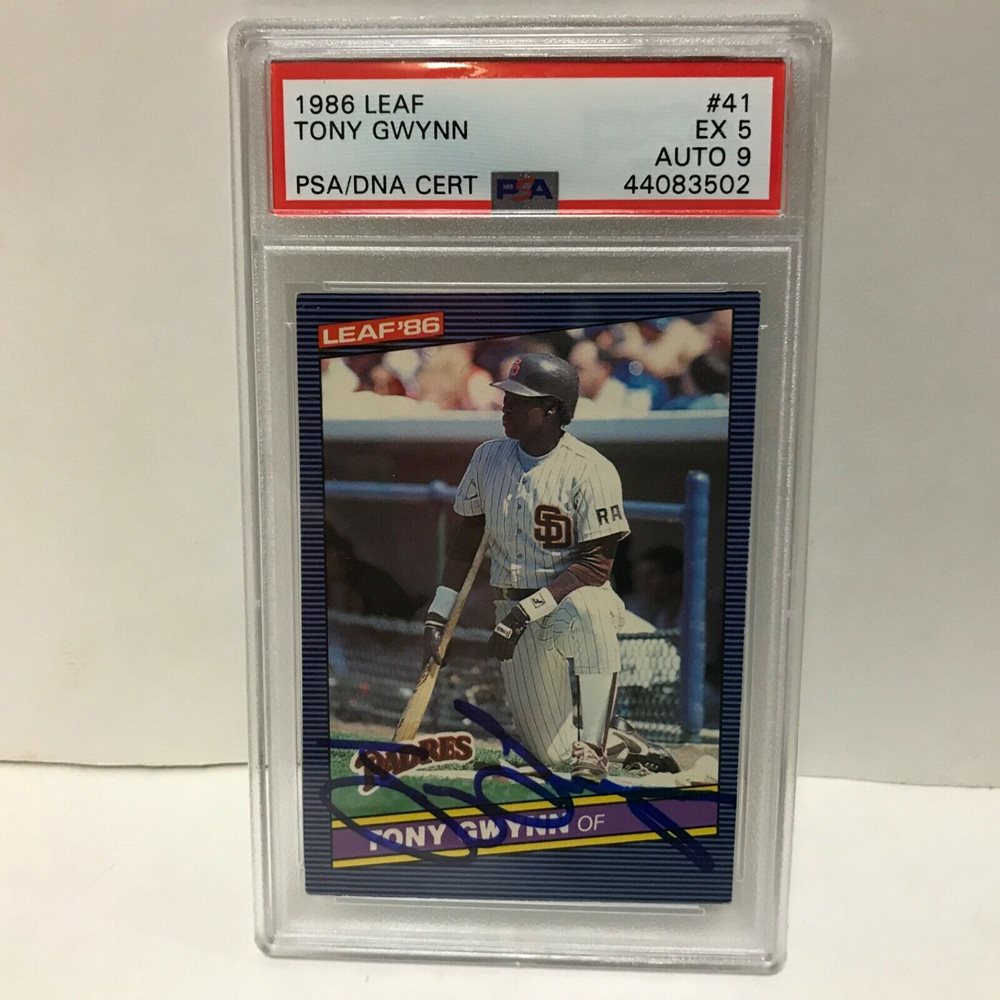 1986 LEAF #41
TONY GWYNN EX 5
AUTO 9
PSA/DNA CERT PSA 44083502
LEAF'86
SD
RA
PADRES
TONY GWYNN OF